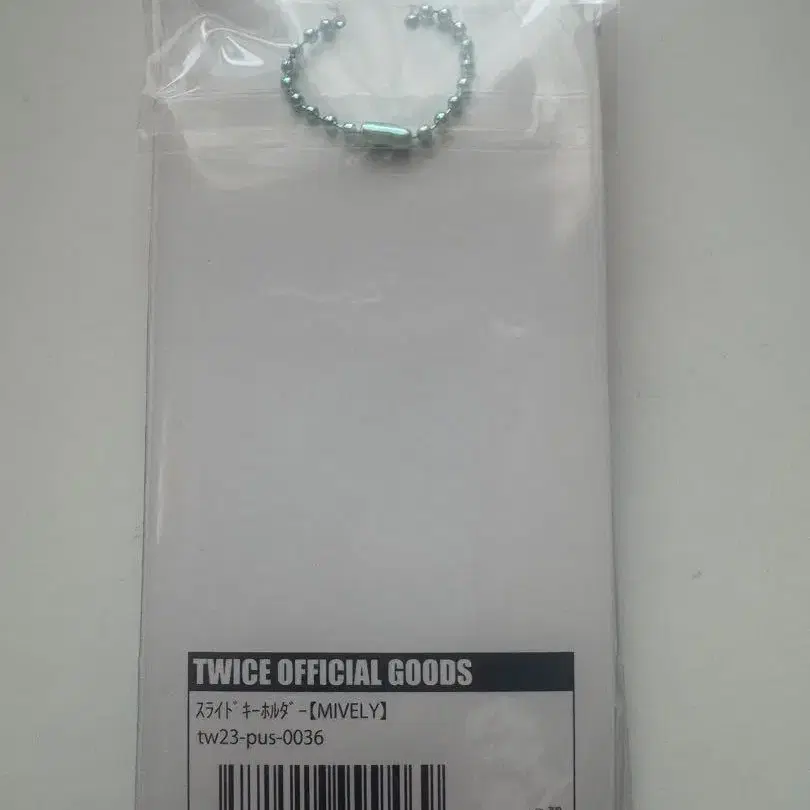 TWICE OFFICIAL GOODS
ｽﾗｲﾄﾞｷｰﾎﾙﾀﾞｰ【MIVELY】
tw23-pus-0036